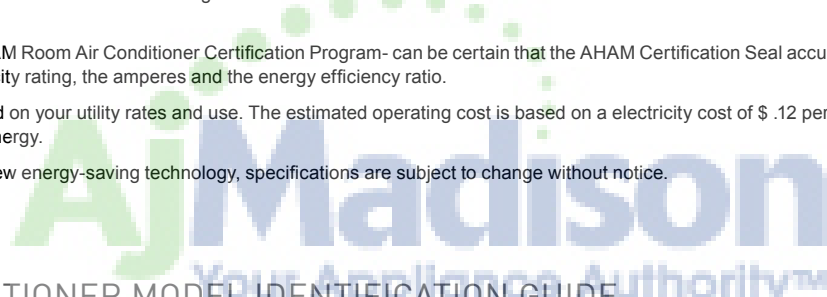 M Room Air Conditioner Certification Program- can be certain that the AHAM Certification Seal accu
ity rating, the amperes and the energy efficiency ratio.
d on your utility rates and use. The estimated operating cost is based on a electricity cost of $ .12 per
nergy.
ew energy-saving technology, specifications are subject to change without notice.
AjMadison
Your Appliance Authority™
TIONER MODEL IDENTIFICATION GUIDE